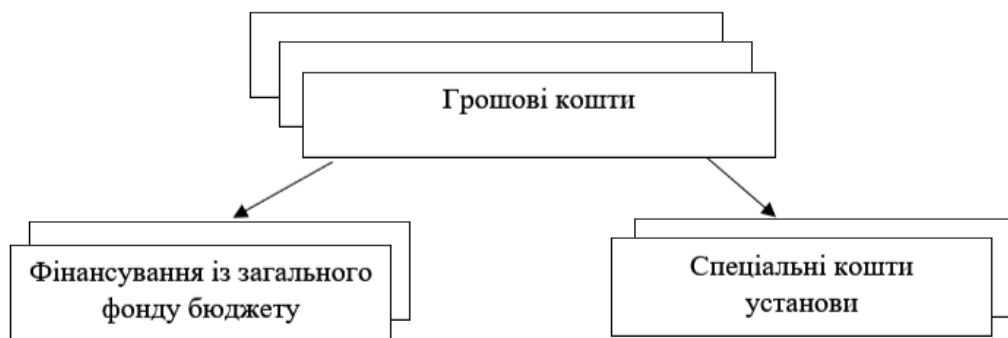 Грошові кошти
Фінансування із загального
фонду бюджету
Спеціальні кошти
установи